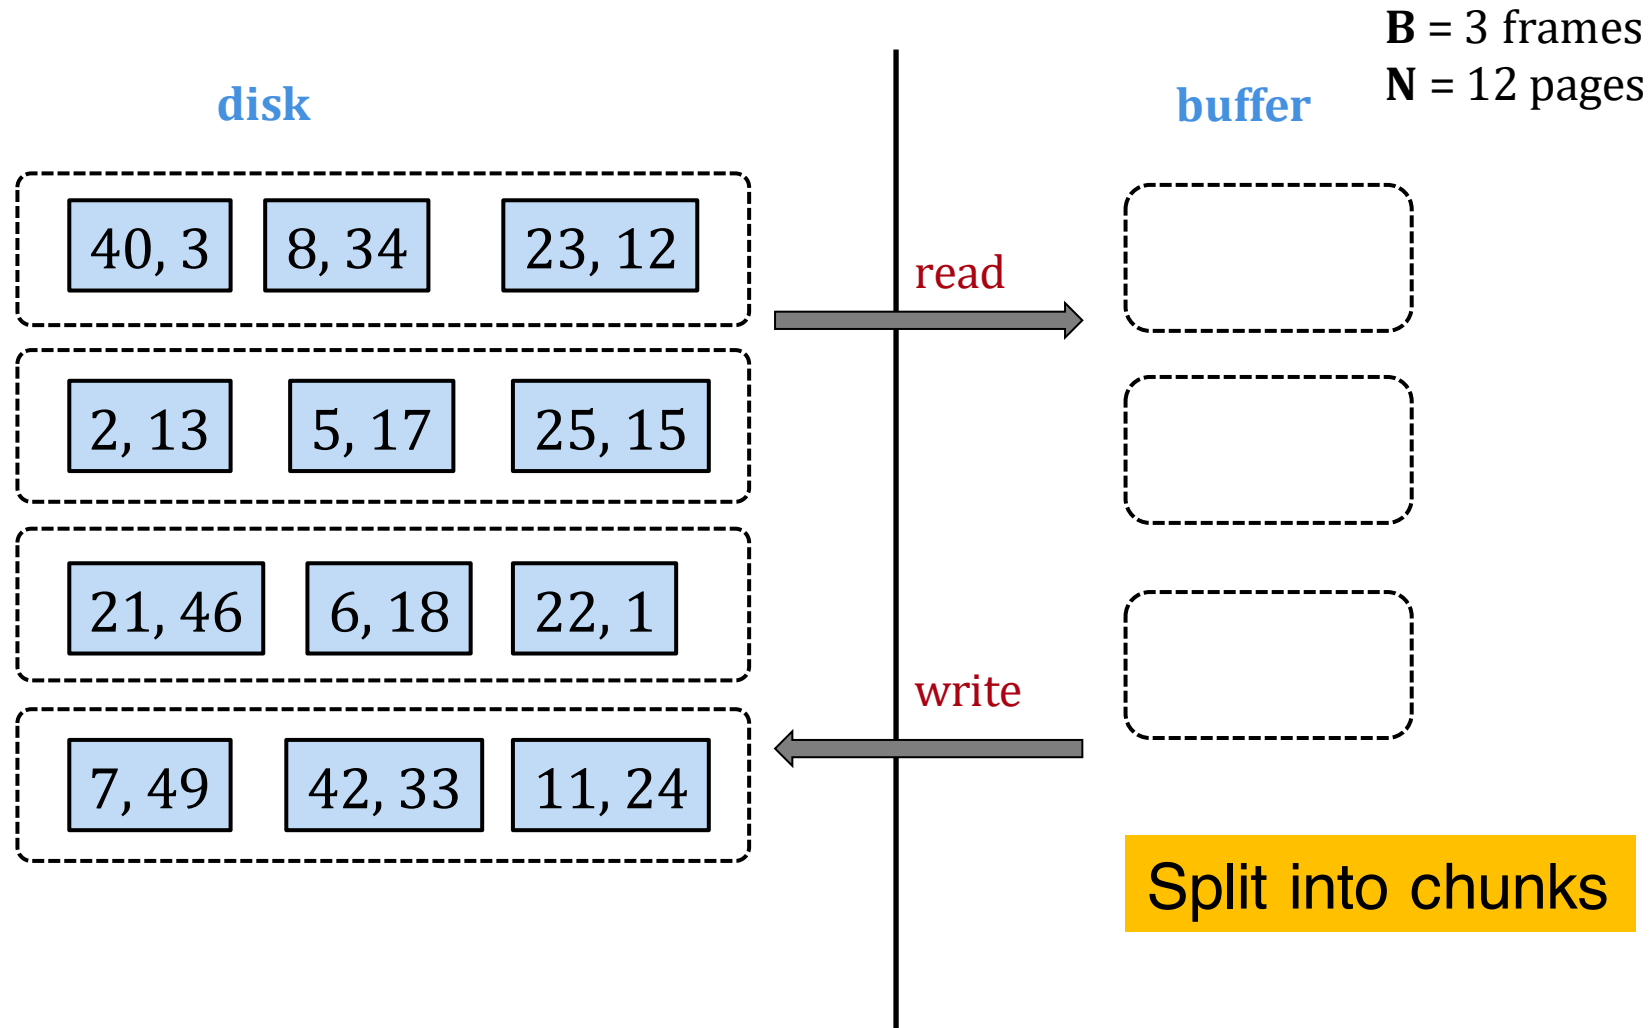 B = 3 frames
N = 12 pages
disk
buffer
40, 3
8, 34
23, 12
read
2, 13
5, 17
25, 15
21, 46
6, 18
22, 1
write
7, 49
42, 33
11, 24
Split into chunks